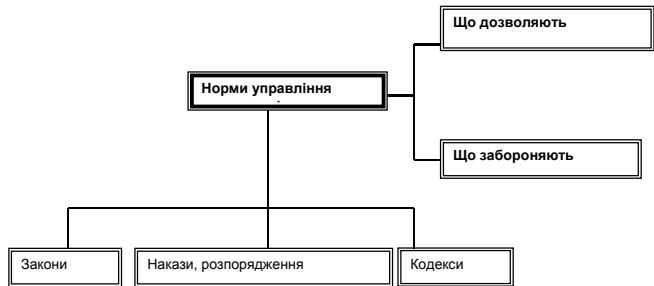 Що дозволяють
Норми управління
.
Що забороняють
Закони
Накази, розпорядження
Кодекси